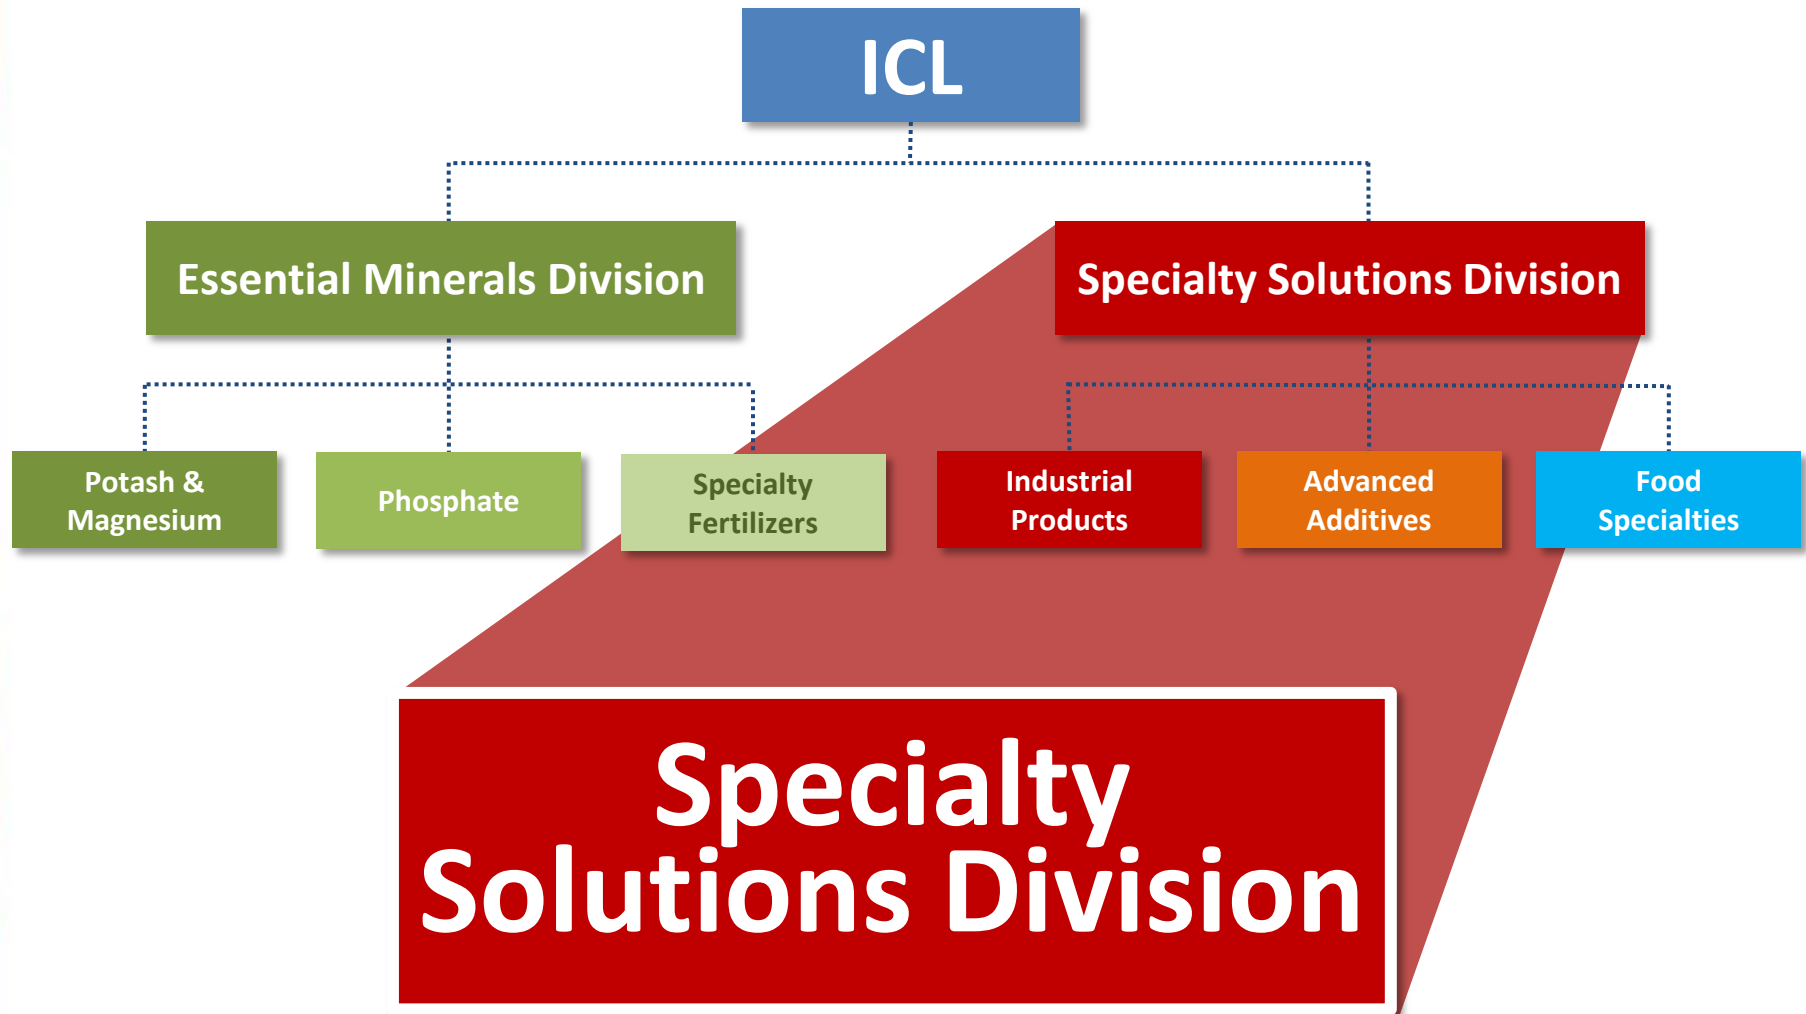 ICL
Essential Minerals Division
Specialty Solutions Division
Potash &
Magnesium
Phosphate
Specialty
Fertilizers
Industrial
Products
Advanced
Additives
Food
Specialties
Specialty
Solutions Division